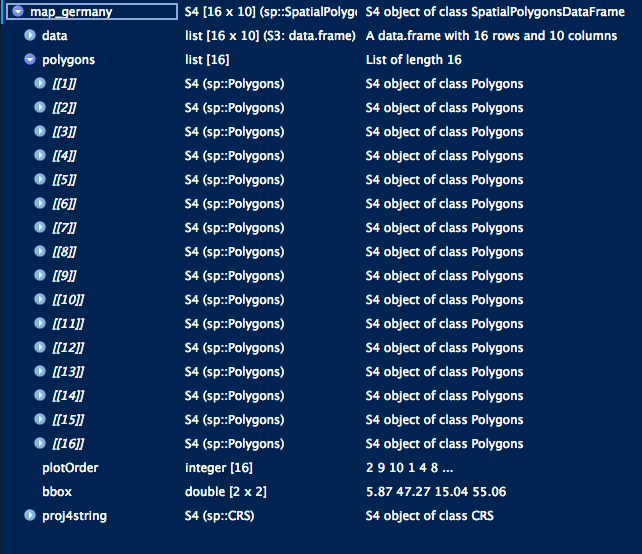 map_germany S4 [16 x 10] (sp::SpatialPolyg S4 object of class SpatialPolygonsDataFrame
data list [16 x 10] (S3: data.frame) A data.frame with 16 rows and 10 columns
polygons list [16] List of length 16
[[1]] S4 (sp::Polygons) S4 object of class Polygons
[[2]] S4 (sp::Polygons) S4 object of class Polygons
[[3]] S4 (sp::Polygons) S4 object of class Polygons
[[4]] S4 (sp::Polygons) S4 object of class Polygons
[[5]] S4 (sp::Polygons) S4 object of class Polygons
[[6]] S4 (sp::Polygons) S4 object of class Polygons
[[7]] S4 (sp::Polygons) S4 object of class Polygons
[[8]] S4 (sp::Polygons) S4 object of class Polygons
[[9]] S4 (sp::Polygons) S4 object of class Polygons
[[10]] S4 (sp::Polygons) S4 object of class Polygons
[[11]] S4 (sp::Polygons) S4 object of class Polygons
[[12]] S4 (sp::Polygons) S4 object of class Polygons
[[13]] S4 (sp::Polygons) S4 object of class Polygons
[[14]] S4 (sp::Polygons) S4 object of class Polygons
[[15]] S4 (sp::Polygons) S4 object of class Polygons
[[16]] S4 (sp::Polygons) S4 object of class Polygons
plotOrder integer [16] 2 9 10 1 4 8 ...
bbox double [2 x 2] 5.87 47.27 15.04 55.06
proj4string S4 (sp::CRS) S4 object of class CRS